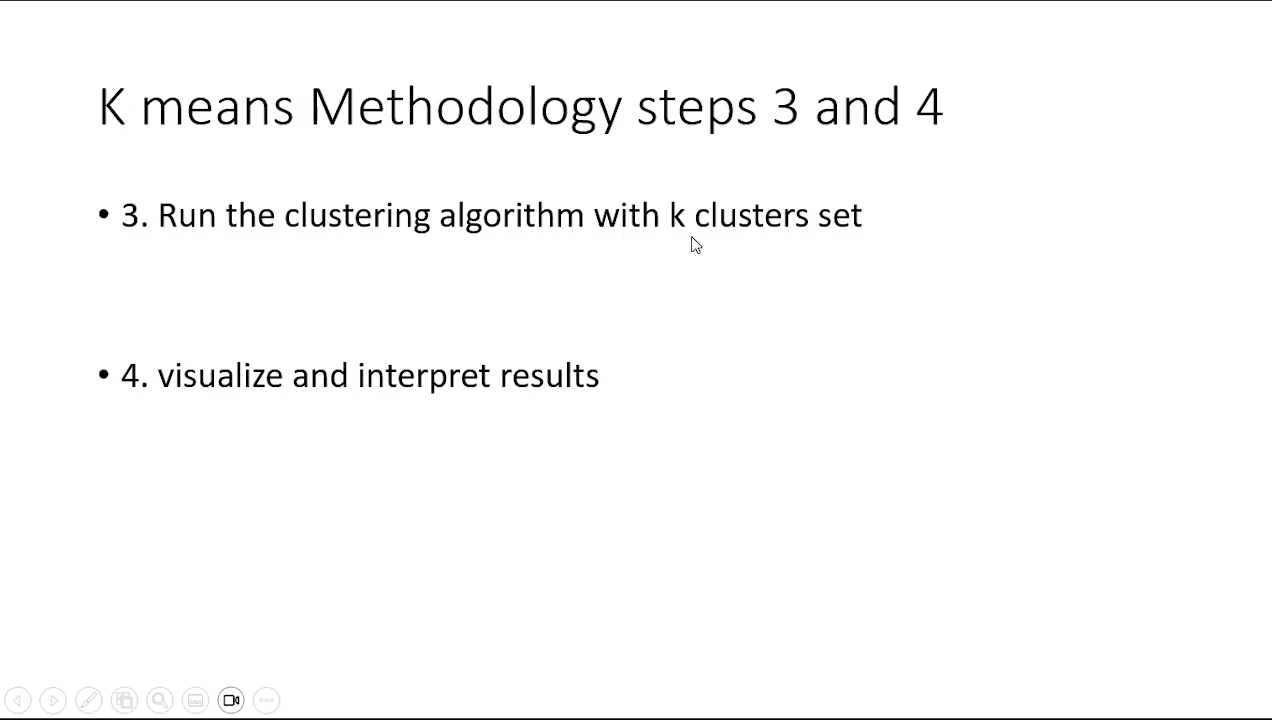 K means Methodology steps 3 and 4
• 3. Run the clustering algorithm with k clusters set
• 4. visualize and interpret results